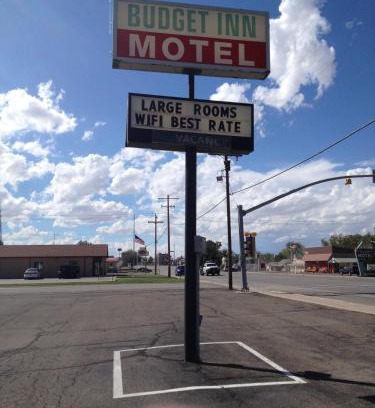 BUDGET INN
MOTEL
LARGE ROOMS
WIFI BEST RATE
VACANCY